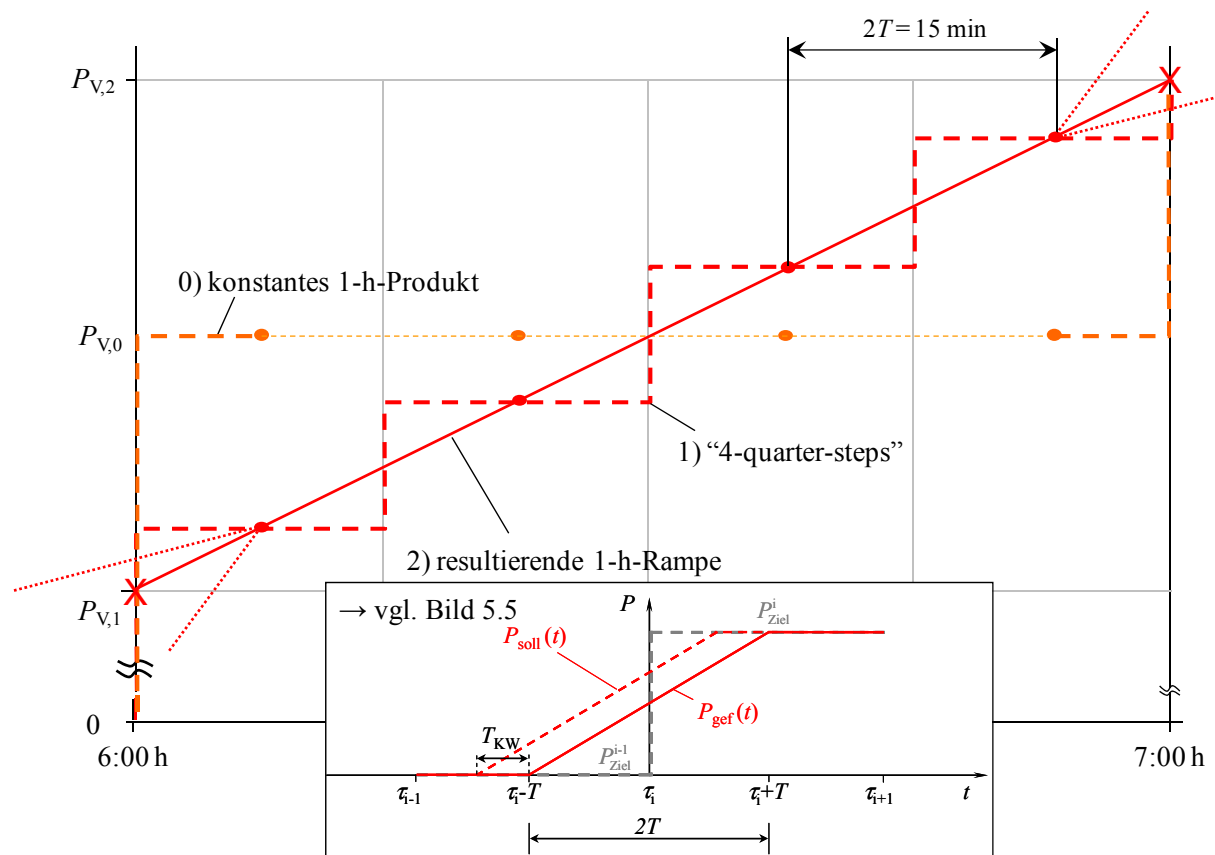 2T = 15 min
P_V,2
0) konstantes 1-h-Produkt
P_V,0
1) “4-quarter-steps”
2) resultierende 1-h-Rampe
P_V,1
0
6:00 h
7:00 h
→ vgl. Bild 5.5
P
P^i_Ziel
P_soll(t)
P_gef(t)
T_KW
P^i-1_Ziel
τ_i-1
τ_i-T
τ_i
τ_i+T
τ_i+1
t
2T